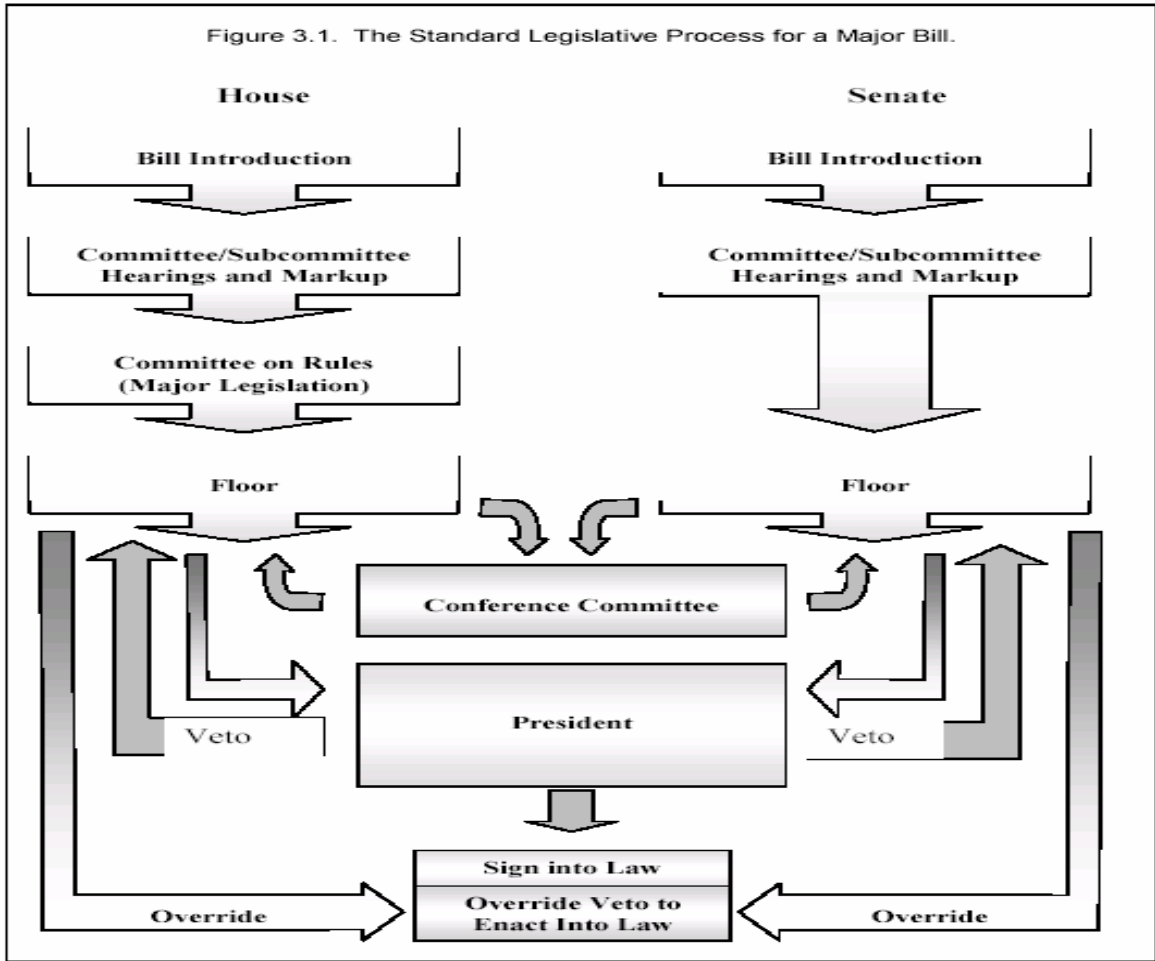 Figure 3.1. The Standard Legislative Process for a Major Bill.
House
Senate
Bill Introduction
Bill Introduction
Committee/Subcommittee
Hearings and Markup
Committee/Subcommittee
Hearings and Markup
Committee on Rules
(Major Legislation)
Floor
Floor
Conference Committee
President
Veto
Veto
Sign into Law
Override
Override Veto to
Enact Into Law
Override